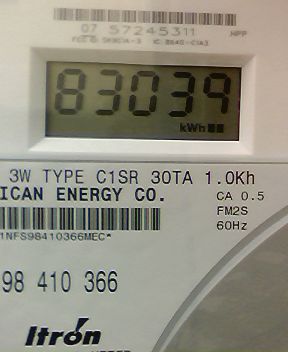 07 57245311
HPP
83039
kWh
3W TYPE C1SR 30TA 1.0Kh
ICAN ENERGY CO.
CA 0.5
FM2S
60Hz
1NFS98410366MEC*
98 410 366
Itron